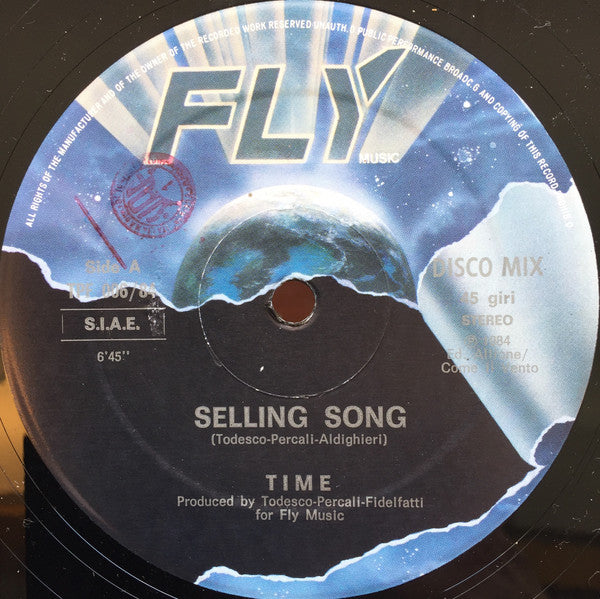 ALL RIGHTS OF THE MANUFACTURER AND OF THE OWNER OF THE RECORDED WORK RESERVED UNAUTH. PUBLIC PERFORMANCE BROADC. AND COPYING OF THIS RECORD
FLY
MUSIC
Side A
DISCO MIX
S.I.A.E.
giri
STEREO
6'45"
SELLING SONG
(Todesco-Percali-Aldighieri)
TIME
Produced by Todesco-Percali-Fidelfatti
for Fly Music